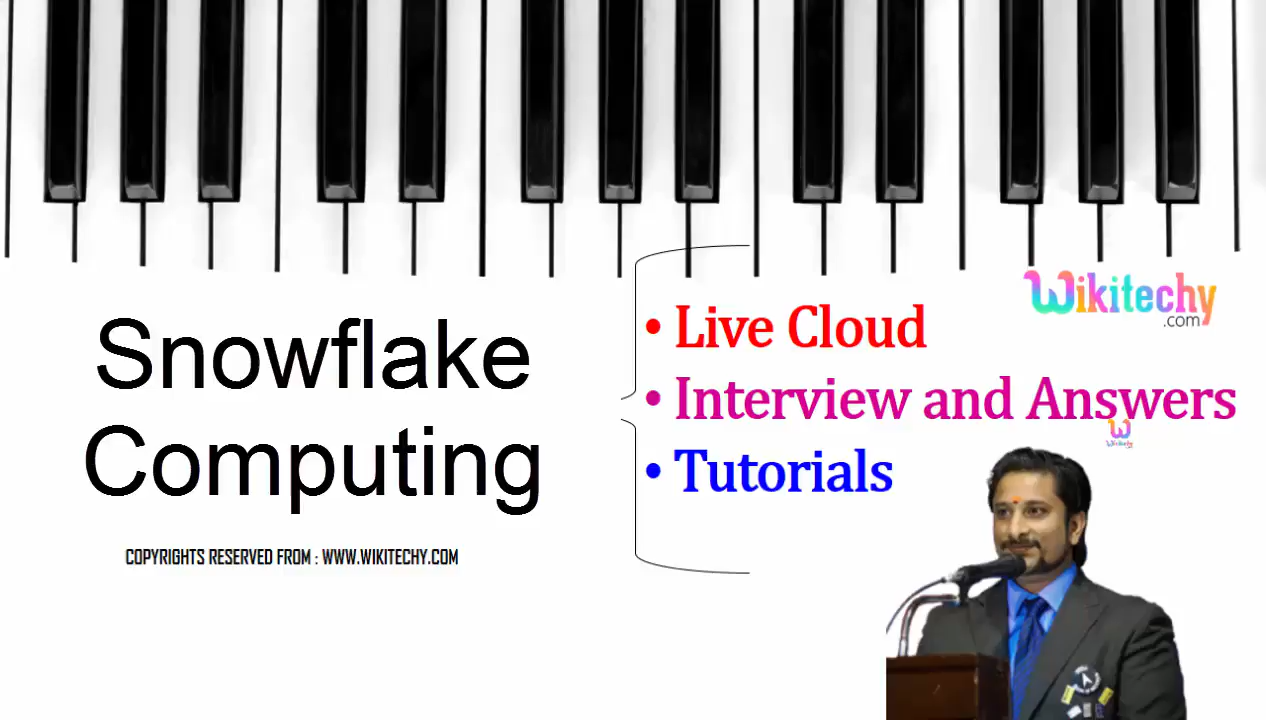 Snowflake
Computing
COPYRIGHTS RESERVED FROM : WWW.WIKITECHY.COM
• Live Cloud
• Interview and Answers
• Tutorials
Wikitechy
.com